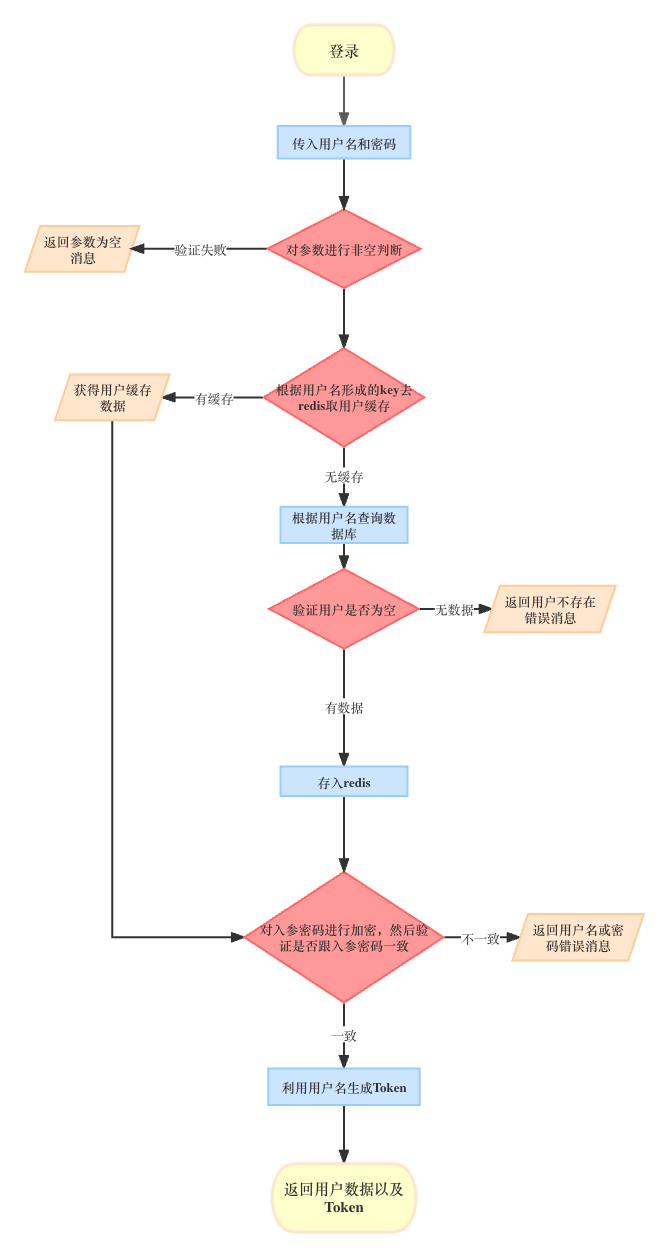 登录
传入用户名和密码
返回参数为空
消息
验证失败
对参数进行非空判断
获得用户缓存
数据
有缓存
根据用户名形成的key去
redis取用户缓存
无缓存
根据用户名查询数
据库
验证用户是否为空
无数据
返回用户不存在
错误消息
有数据
存入redis
对入参密码进行加密，然后验
证是否跟入参密码一致
不一致
返回用户名或密
码错误消息
一致
利用用户名生成Token
返回用户数据以及
Token